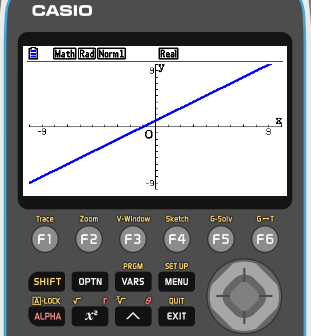 CASIO
Math Rad Norm1 Real
9 y
-9 O 9 x
-9
Trace Zoom V-Window Sketch G-Solv G↔T
F1 F2 F3 F4 F5 F6
PRGM SET UP
SHIFT OPTN VARS MENU
A-LOCK √ r ∛ θ QUIT
ALPHA x² ^ EXIT